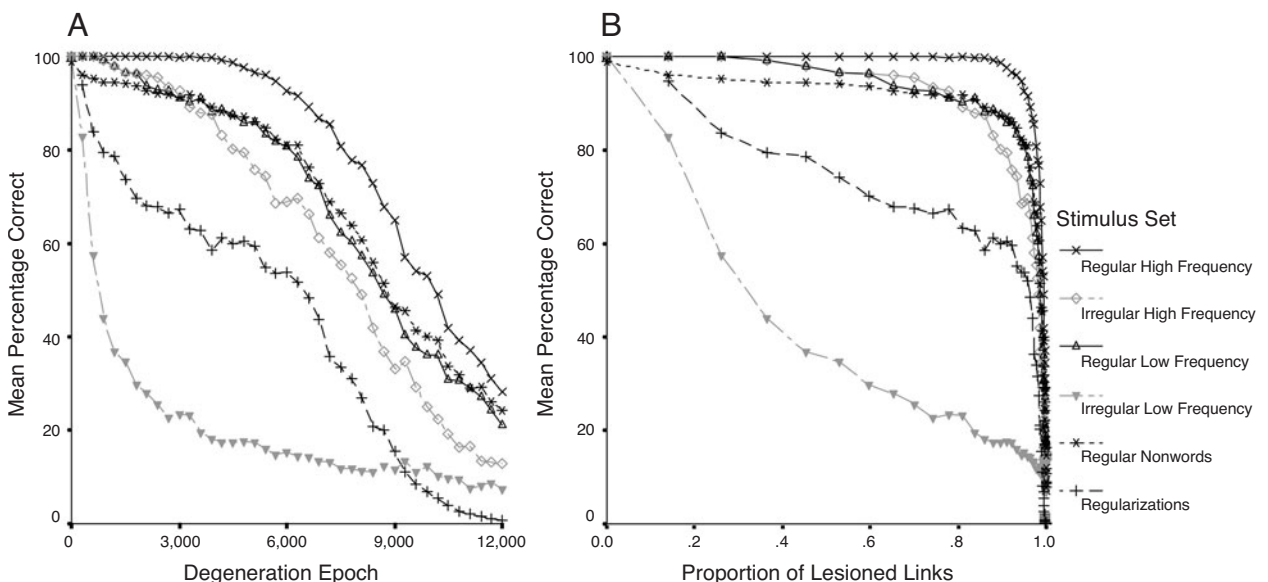 A
B
100
80
60
40
20
0
Mean Percentage Correct
0
3,000
6,000
9,000
12,000
Degeneration Epoch
100
80
60
40
20
0
Mean Percentage Correct
0.0
.2
.4
.6
.8
1.0
Proportion of Lesioned Links
Stimulus Set
Regular High Frequency
Irregular High Frequency
Regular Low Frequency
Irregular Low Frequency
Regular Nonwords
Regularizations